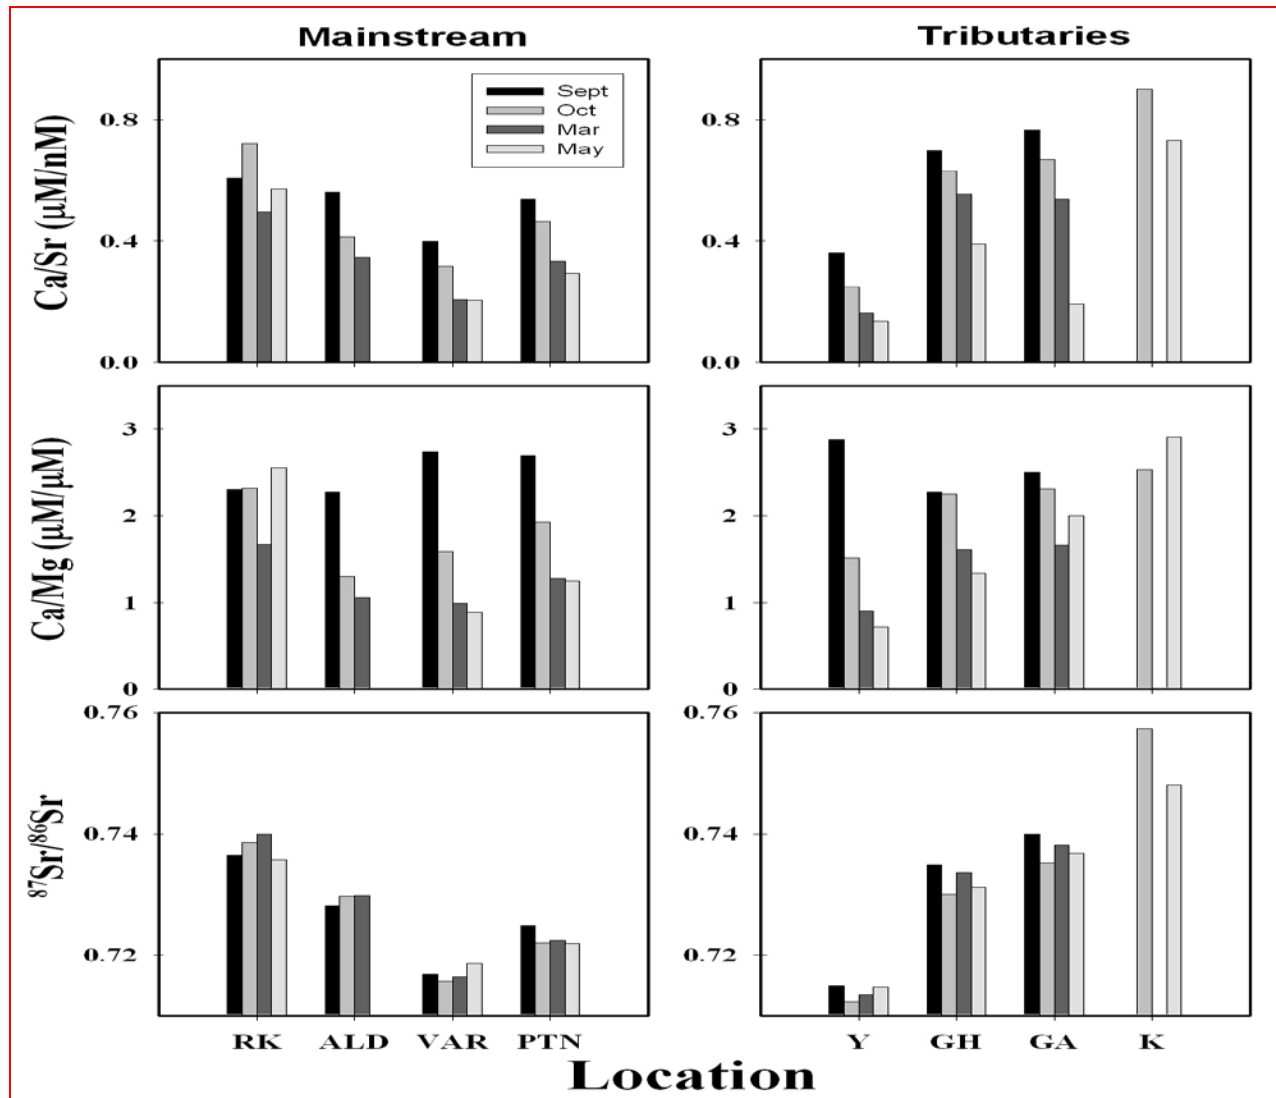 Mainstream
Tributaries
Sept
Oct
Mar
May
Ca/Sr (µM/nM)
0.8
0.4
0.0
0.8
0.4
0.0
Ca/Mg (µM/µM)
3
2
1
0
3
2
1
0
⁸⁷Sr/⁸⁶Sr
0.76
0.74
0.72
0.76
0.74
0.72
RK ALD VAR PTN
Y GH GA K
Location